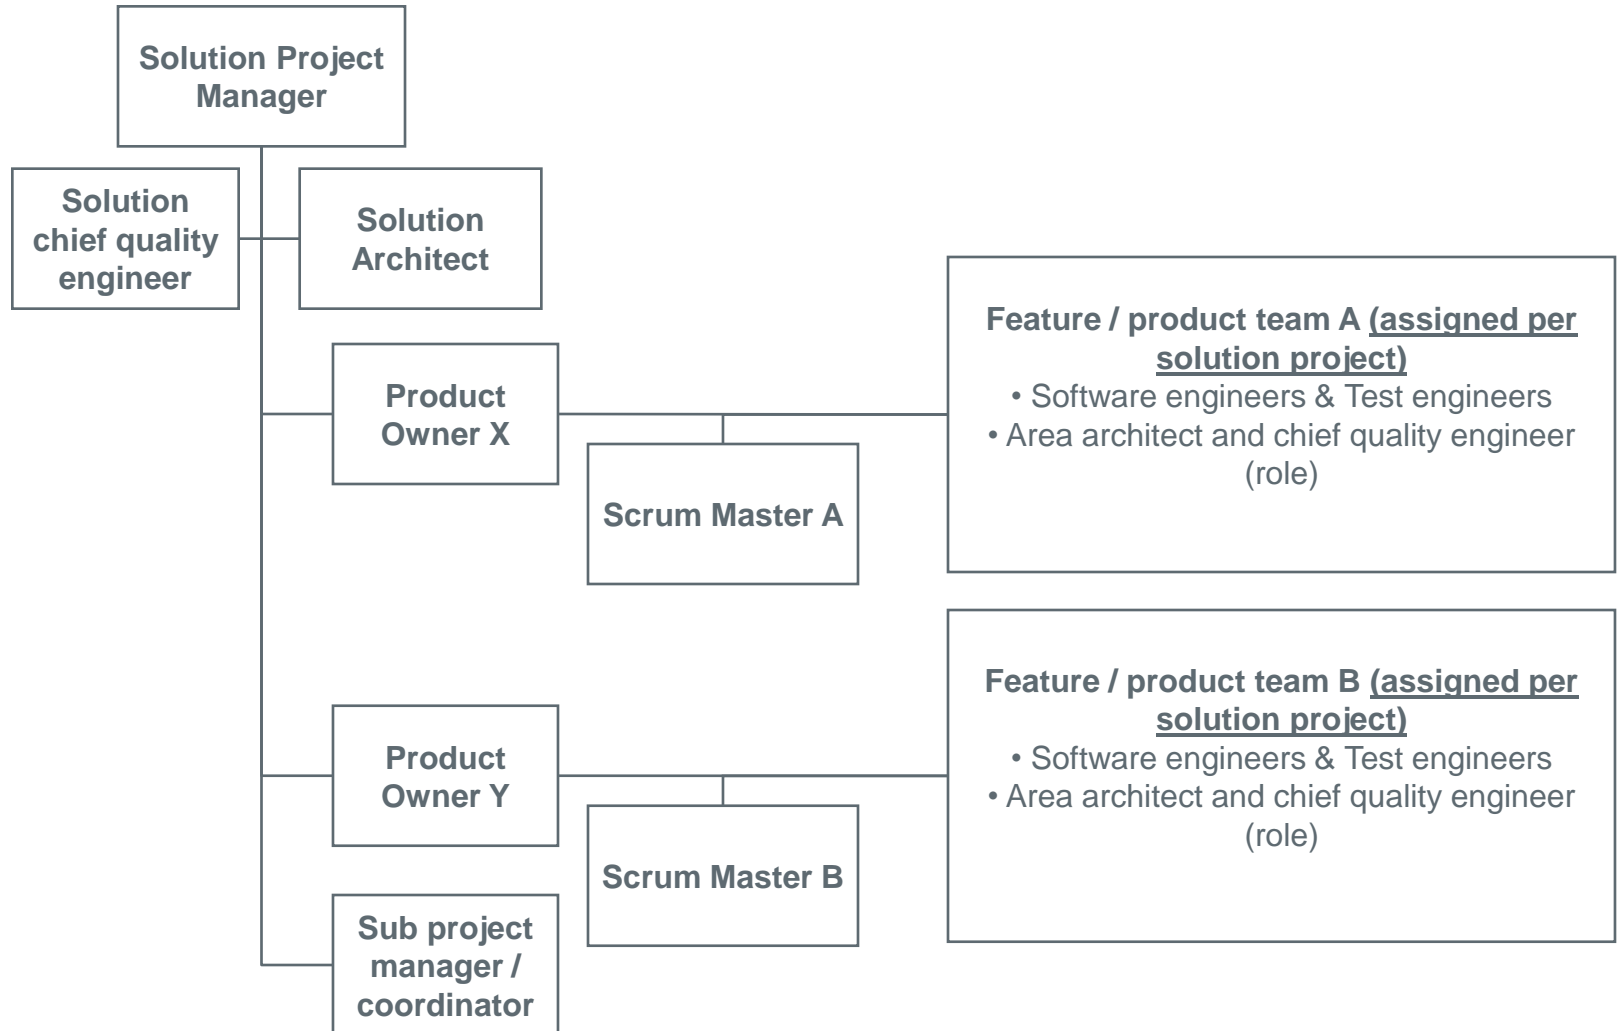 Solution Project
Manager
Solution
chief quality
engineer
Solution
Architect
Product
Owner X
Scrum Master A
Feature / product team A (assigned per
solution project)
• Software engineers & Test engineers
• Area architect and chief quality engineer
(role)
Product
Owner Y
Scrum Master B
Feature / product team B (assigned per
solution project)
• Software engineers & Test engineers
• Area architect and chief quality engineer
(role)
Sub project
manager /
coordinator